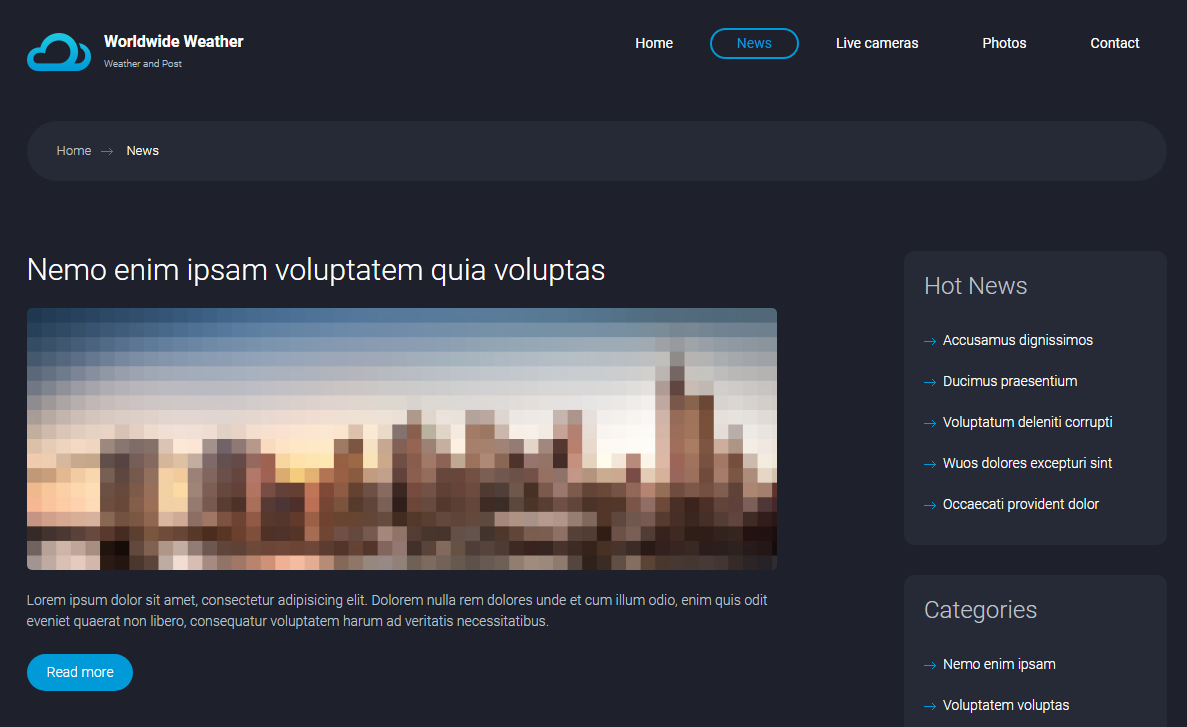 Worldwide Weather
Weather and Post
Home
News
Live cameras
Photos
Contact
Home
News
Nemo enim ipsam voluptatem quia voluptas
Lorem ipsum dolor sit amet, consectetur adipisicing elit. Dolorem nulla rem dolores unde et cum illum odio, enim quis odit
eveniet quaerat non libero, consequatur voluptatem harum ad veritatis necessitatibus.
Read more
Hot News
Accusamus dignissimos
Ducimus praesentium
Voluptatum deleniti corrupti
Wuos dolores excepturi sint
Occaecati provident dolor
Categories
Nemo enim ipsam
Voluptatem voluptas